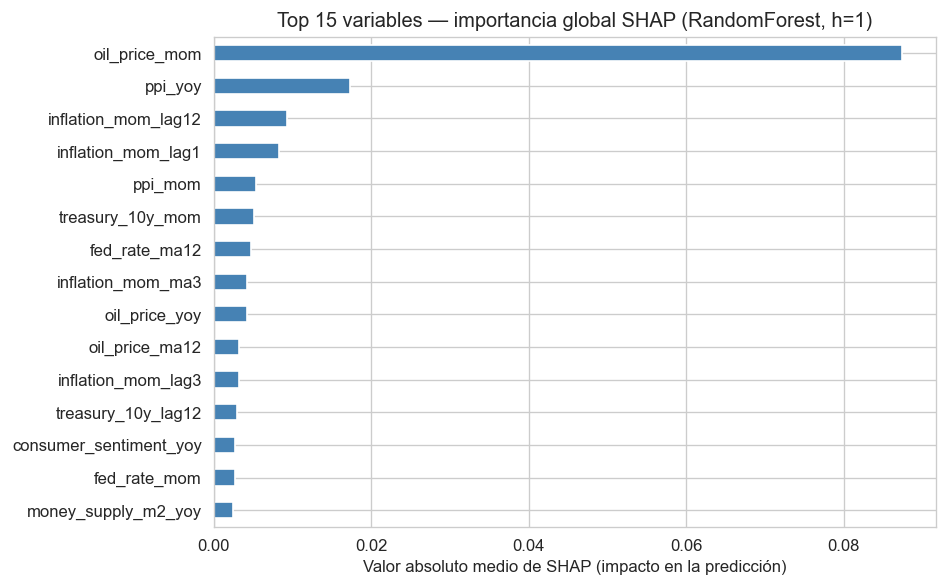 Top 15 variables — importancia global SHAP (RandomForest, h=1)
oil_price_mom
ppi_yoy
inflation_mom_lag12
inflation_mom_lag1
ppi_mom
treasury_10y_mom
fed_rate_ma12
inflation_mom_ma3
oil_price_yoy
oil_price_ma12
inflation_mom_lag3
treasury_10y_lag12
consumer_sentiment_yoy
fed_rate_mom
money_supply_m2_yoy
0.00 0.02 0.04 0.06 0.08
Valor absoluto medio de SHAP (impacto en la predicción)